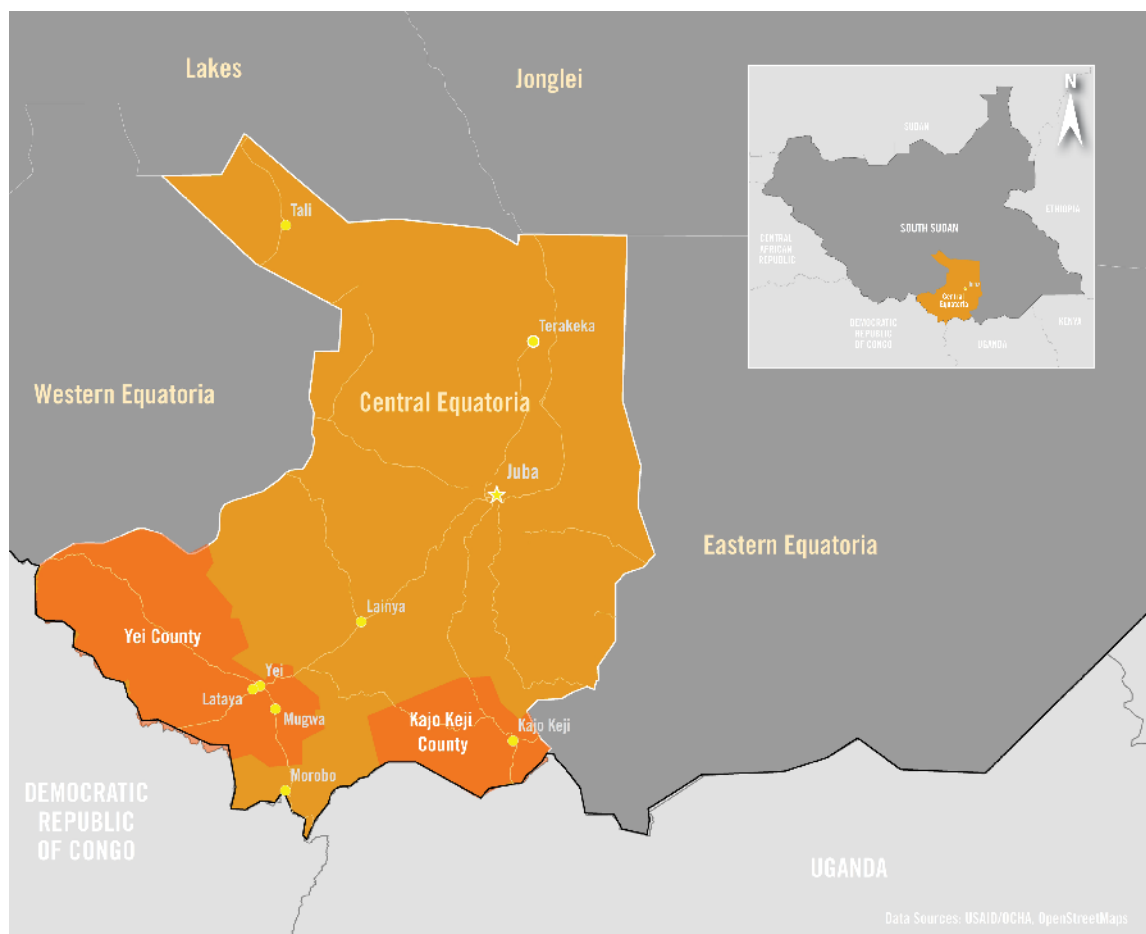 Lakes
Jonglei
N
SUDAN
ETHIOPIA
CENTRAL
AFRICAN
REPUBLIC
SOUTH SUDAN
Juba
Central
Equatoria
DEMOCRATIC
REPUBLIC
OF CONGO
UGANDA
KENYA
Tali
Terakeka
Western Equatoria
Central Equatoria
Juba
Eastern Equatoria
Lainya
Yei County
Yei
Lataya
Mugwa
Kajo Keji
County
Kajo Keji
Morobo
DEMOCRATIC
REPUBLIC
OF CONGO
UGANDA
Data Sources: USAID/OCHA, OpenStreetMaps